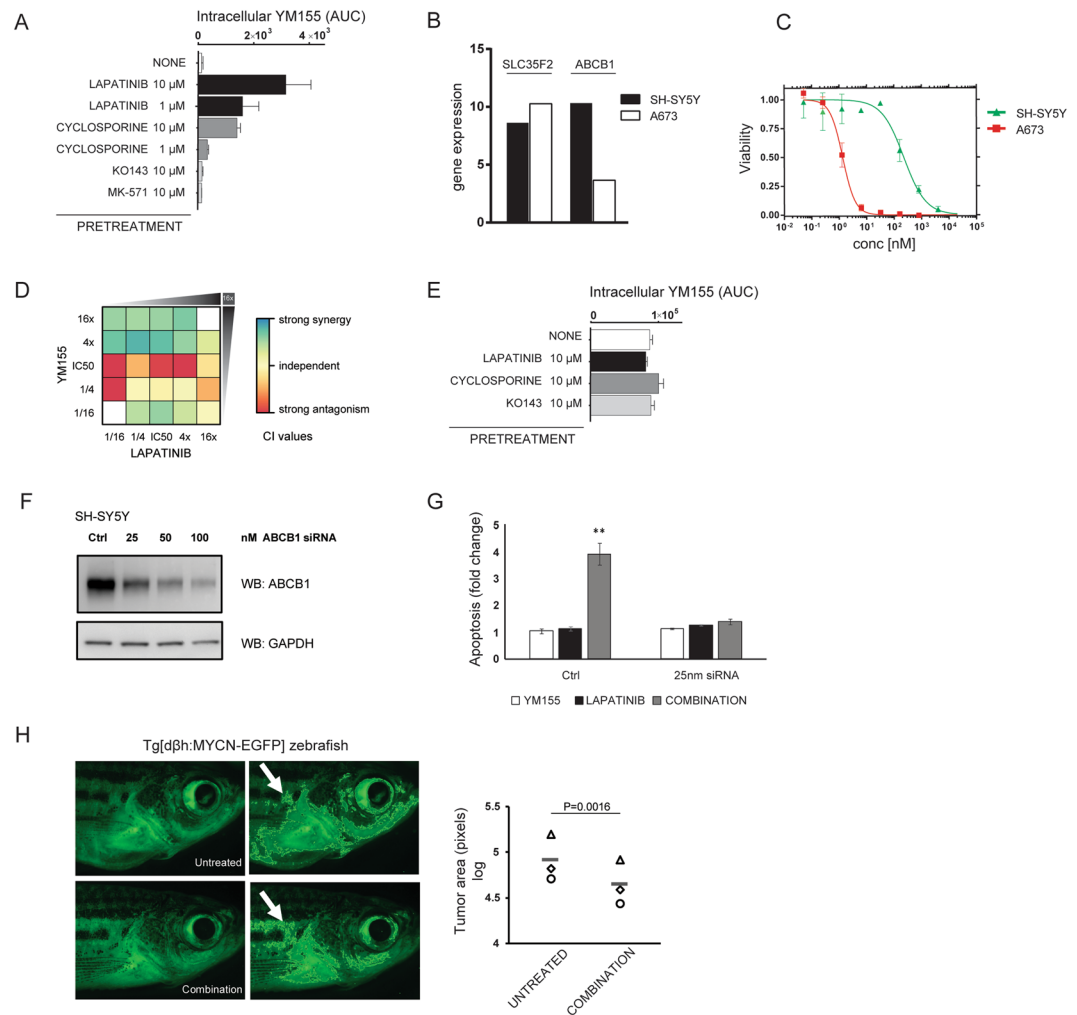 A
Intracellular YM155 (AUC)
0 2×10³ 4×10³
NONE
LAPATINIB 10 µM
LAPATINIB 1 µM
CYCLOSPORINE 10 µM
CYCLOSPORINE 1 µM
KO143 10 µM
MK-571 10 µM
PRETREATMENT
B
gene expression
15
10
5
0
SLC35F2 ABCB1
SH-SY5Y
A673
C
Viability
1.00
0.75
0.50
0.25
0.00
10⁻² 10⁻¹ 10⁰ 10¹ 10² 10³ 10⁴ 10⁵
conc [nM]
SH-SY5Y
A673
D
16x
YM155
16x
4x
IC50
1/4
1/16
1/16 1/4 IC50 4x 16x
LAPATINIB
strong synergy
independent
strong antagonism
CI values
E
Intracellular YM155 (AUC)
0 1×10⁵
NONE
LAPATINIB 10 µM
CYCLOSPORINE 10 µM
KO143 10 µM
PRETREATMENT
F
SH-SY5Y
Ctrl 25 50 100 nM ABCB1 siRNA
WB: ABCB1
WB: GAPDH
G
Apoptosis (fold change)
5
4
3
2
1
0
**
Ctrl 25nm siRNA
YM155 LAPATINIB COMBINATION
H
Tg[dβh:MYCN-EGFP] zebrafish
Untreated
Combination
Tumor area (pixels)
log
5.5
5
4.5
4
P=0.0016
UNTREATED
COMBINATION